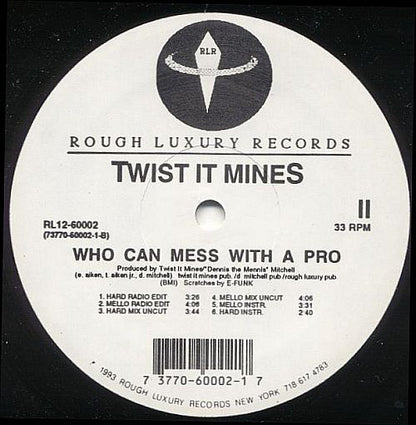 RLR
ROUGH LUXURY RECORDS
TWIST IT MINES
RL12-60002
(73770-60002-1-B)
II
33 RPM
WHO CAN MESS WITH A PRO
Produced by Twist It Mines/"Dennis the Mennis" Mitchell
(e. aiken, t. aiken jr., d. mitchell) twist it mines pub. /d mitchell pub /rough luxury pub
(BMI) Scratches by E-FUNK
1. HARD RADIO EDIT 3:26
2. MELLO RADIO EDIT 4:06
3. HARD MIX UNCUT 3:44
4. MELLO MIX UNCUT 4:06
5. MELLO INSTR. 3:31
6. HARD INSTR. 2:40
7 73770-60002-1 7
1993 ROUGH LUXURY RECORDS NEW YORK 718 617 4763